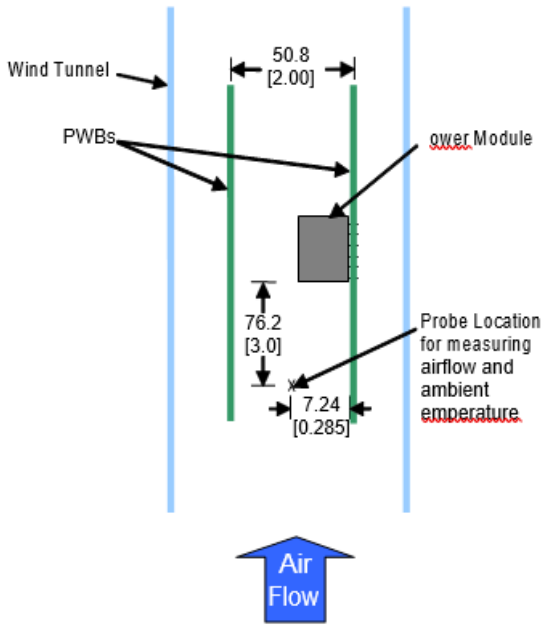 50.8
[2.00]
Wind Tunnel
PWBs
ower Module
76.2
[3.0]
Probe Location
for measuring
airflow and
ambient
emperature
x
7.24
[0.285]
Air
Flow